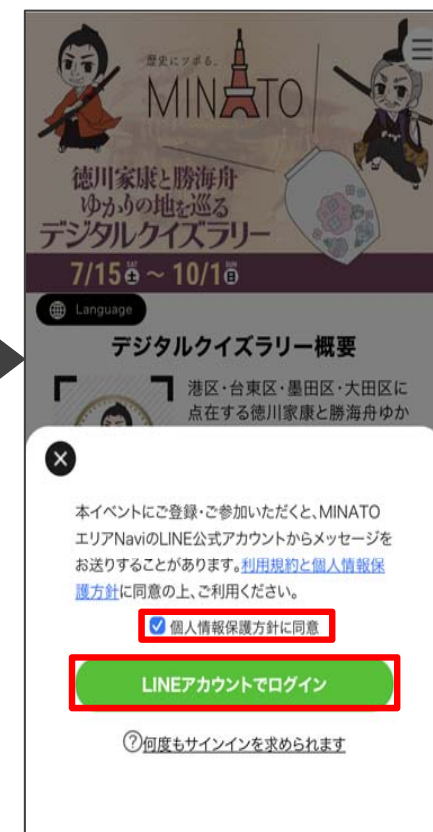 歴史にツボる。
MINATO
徳川家康と勝海舟
ゆかりの地を巡る
デジタルクイズラリー
7/15 SAT 土 ~ 10/1 SUN 日
Language
デジタルクイズラリー概要
港区・台東区・墨田区・大田区に
点在する徳川家康と勝海舟ゆか
本イベントにご登録・ご参加いただくと、MINATO
エリアNaviのLINE公式アカウントからメッセージを
お送りすることがあります。利用規約と個人情報保
護方針に同意の上、ご利用ください。
個人情報保護方針に同意
LINEアカウントでログイン
?何度もサインインを求められます